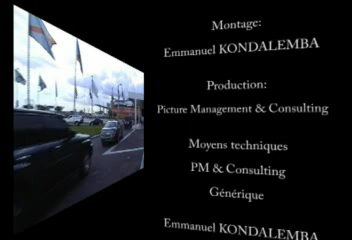 Montage:
Emmanuel KONDALEMBA
Production:
Picture Management & Consulting
Moyens techniques
PM & Consulting
Générique
Emmanuel KONDALEMBA